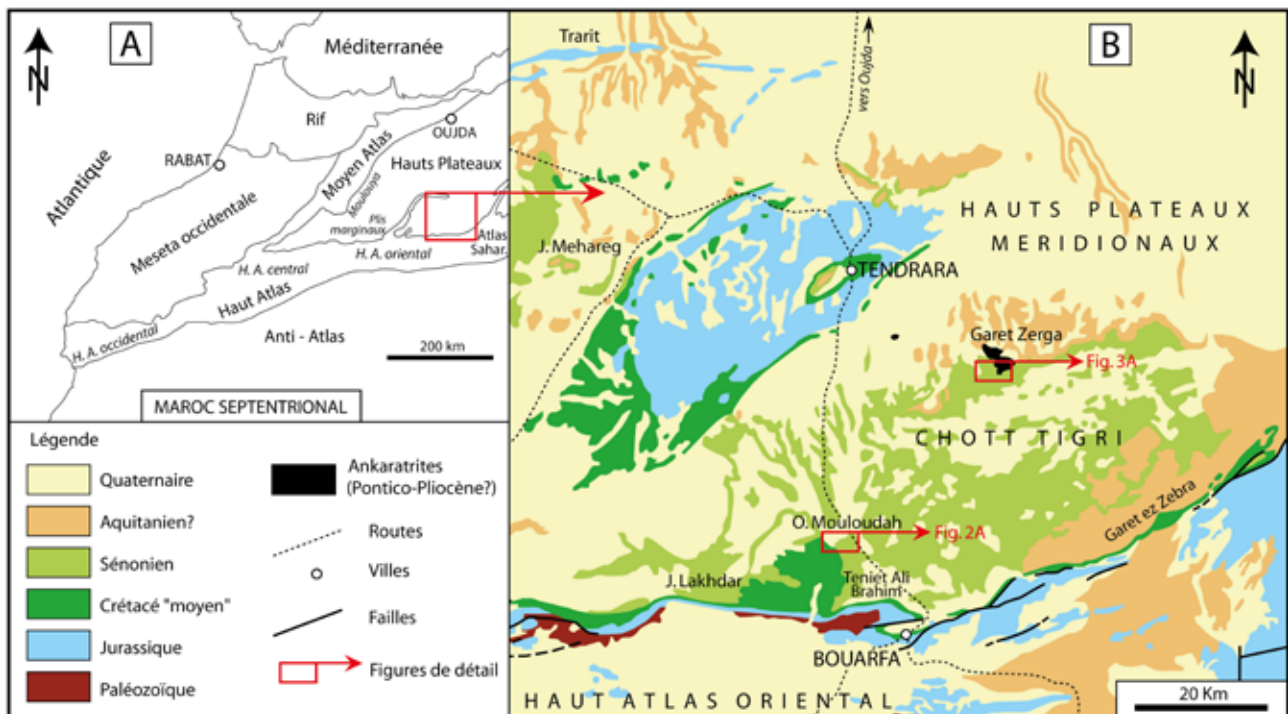 A
N
Méditerranée
Rif
OUJDA
RABAT
Atlantique
Moyen Atlas
Moulouya
Hauts Plateaux
Meseta occidentale
Plis
marginaux
Atlas
Sahar.
H. A. oriental
H. A. central
Haut Atlas
H. A. occidental
Anti - Atlas
200 km
MAROC SEPTENTRIONAL
Légende
Quaternaire
Aquitanien?
Sénonien
Crétacé "moyen"
Jurassique
Paléozoïque
Ankaratrites
(Pontico-Pliocène?)
Routes
Villes
Failles
Figures de détail
B
N
Trarit
vers Oujda
HAUTS PLATEAUX
MERIDIONAUX
J. Mehareg
TENDRARA
Garet Zerga
Fig. 3A
CHOTT TIGRI
Garet ez Zebra
O. Mouloudah
Fig. 2A
J. Lakhdar
Teniet Ali
Brahim
BOUARFA
HAUT ATLAS ORIENTAL
20 Km